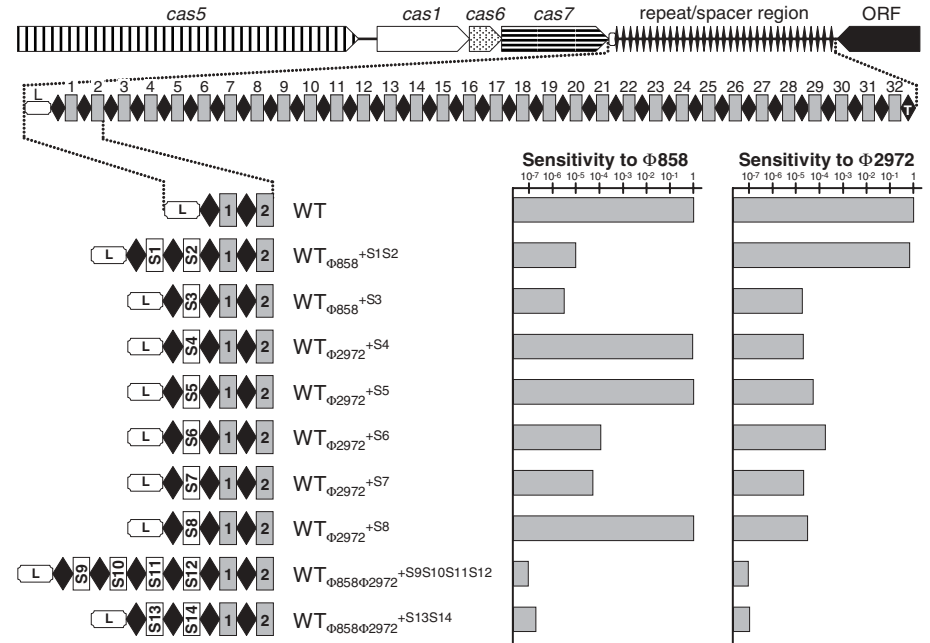 cas5 cas1 cas6 cas7 repeat/spacer region ORF
L 1 2 3 4 5 6 7 8 9 10 11 12 13 14 15 16 17 18 19 20 21 22 23 24 25 26 27 28 29 30 31 32 T
Sensitivity to Φ858 Sensitivity to Φ2972
10-7 10-6 10-5 10-4 10-3 10-2 10-1 1 10-7 10-6 10-5 10-4 10-3 10-2 10-1 1
L 1 2 WT
L S1 S2 1 2 WTΦ858+S1S2
L S3 1 2 WTΦ858+S3
L S4 1 2 WTΦ2972+S4
L S5 1 2 WTΦ2972+S5
L S6 1 2 WTΦ2972+S6
L S7 1 2 WTΦ2972+S7
L S8 1 2 WTΦ2972+S8
L S9 S10 S11 S12 1 2 WTΦ858Φ2972+S9S10S11S12
L S13 S14 1 2 WTΦ858Φ2972+S13S14